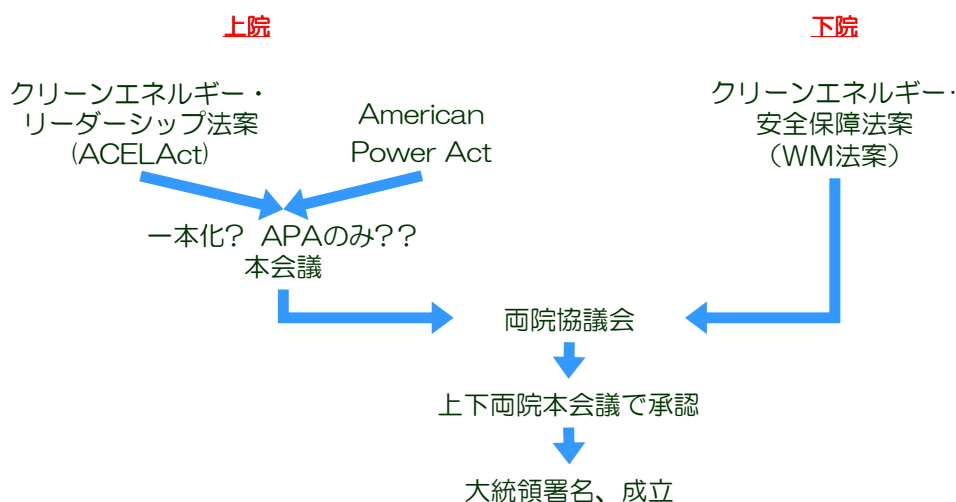 上院
下院
クリーンエネルギー・
リーダーシップ法案
(ACELAct)
American
Power Act
クリーンエネルギー・
安全保障法案
（WM法案）
一本化? APAのみ??
本会議
両院協議会
上下両院本会議で承認
大統領署名、成立